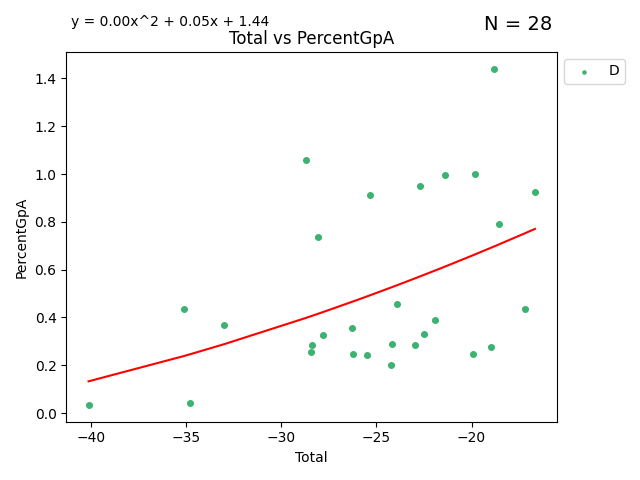 y = 0.00x^2 + 0.05x + 1.44
N = 28
Total vs PercentGpA
D
PercentGpA
1.4
1.2
1.0
0.8
0.6
0.4
0.2
0.0
−40
−35
−30
−25
−20
Total